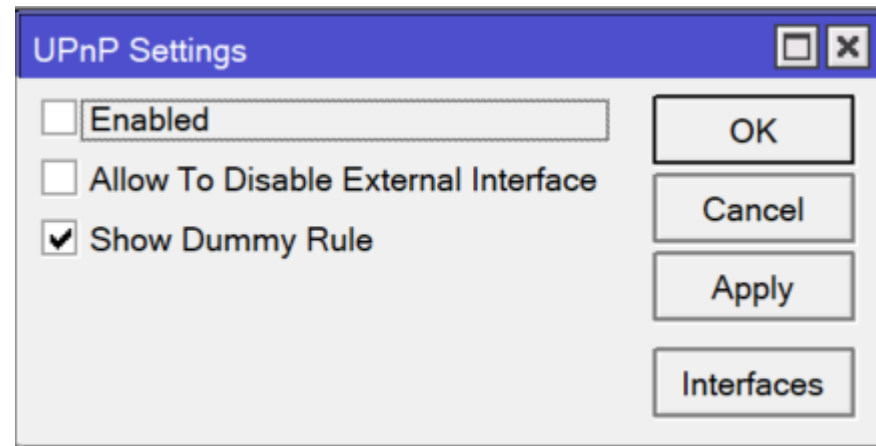 UPnP Settings
Enabled
Allow To Disable External Interface
Show Dummy Rule
OK
Cancel
Apply
Interfaces